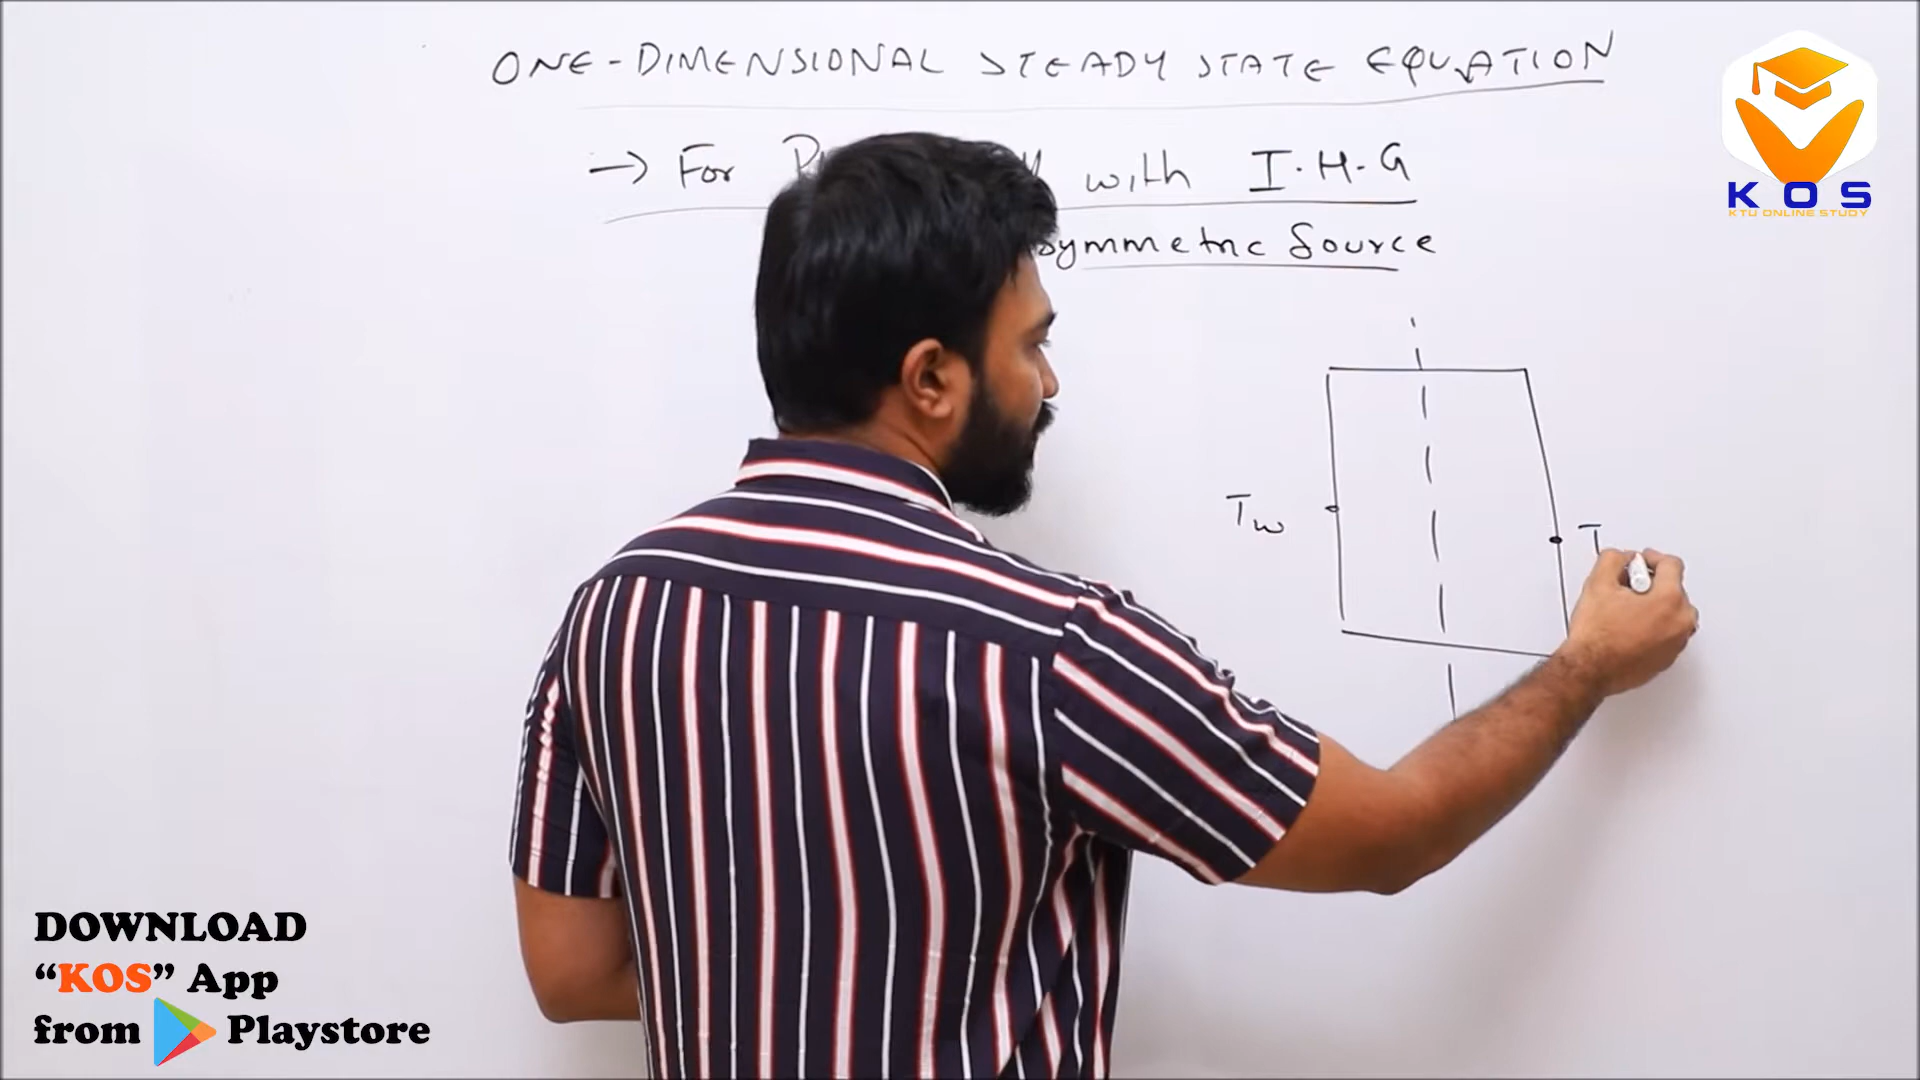 ONE-DIMENSIONAL STEADY STATE EQUATION
→ For with I.H.G
symmetric Source
Tw
T
KOS
KTU ONLINE STUDY
DOWNLOAD
“KOS” App
from Playstore